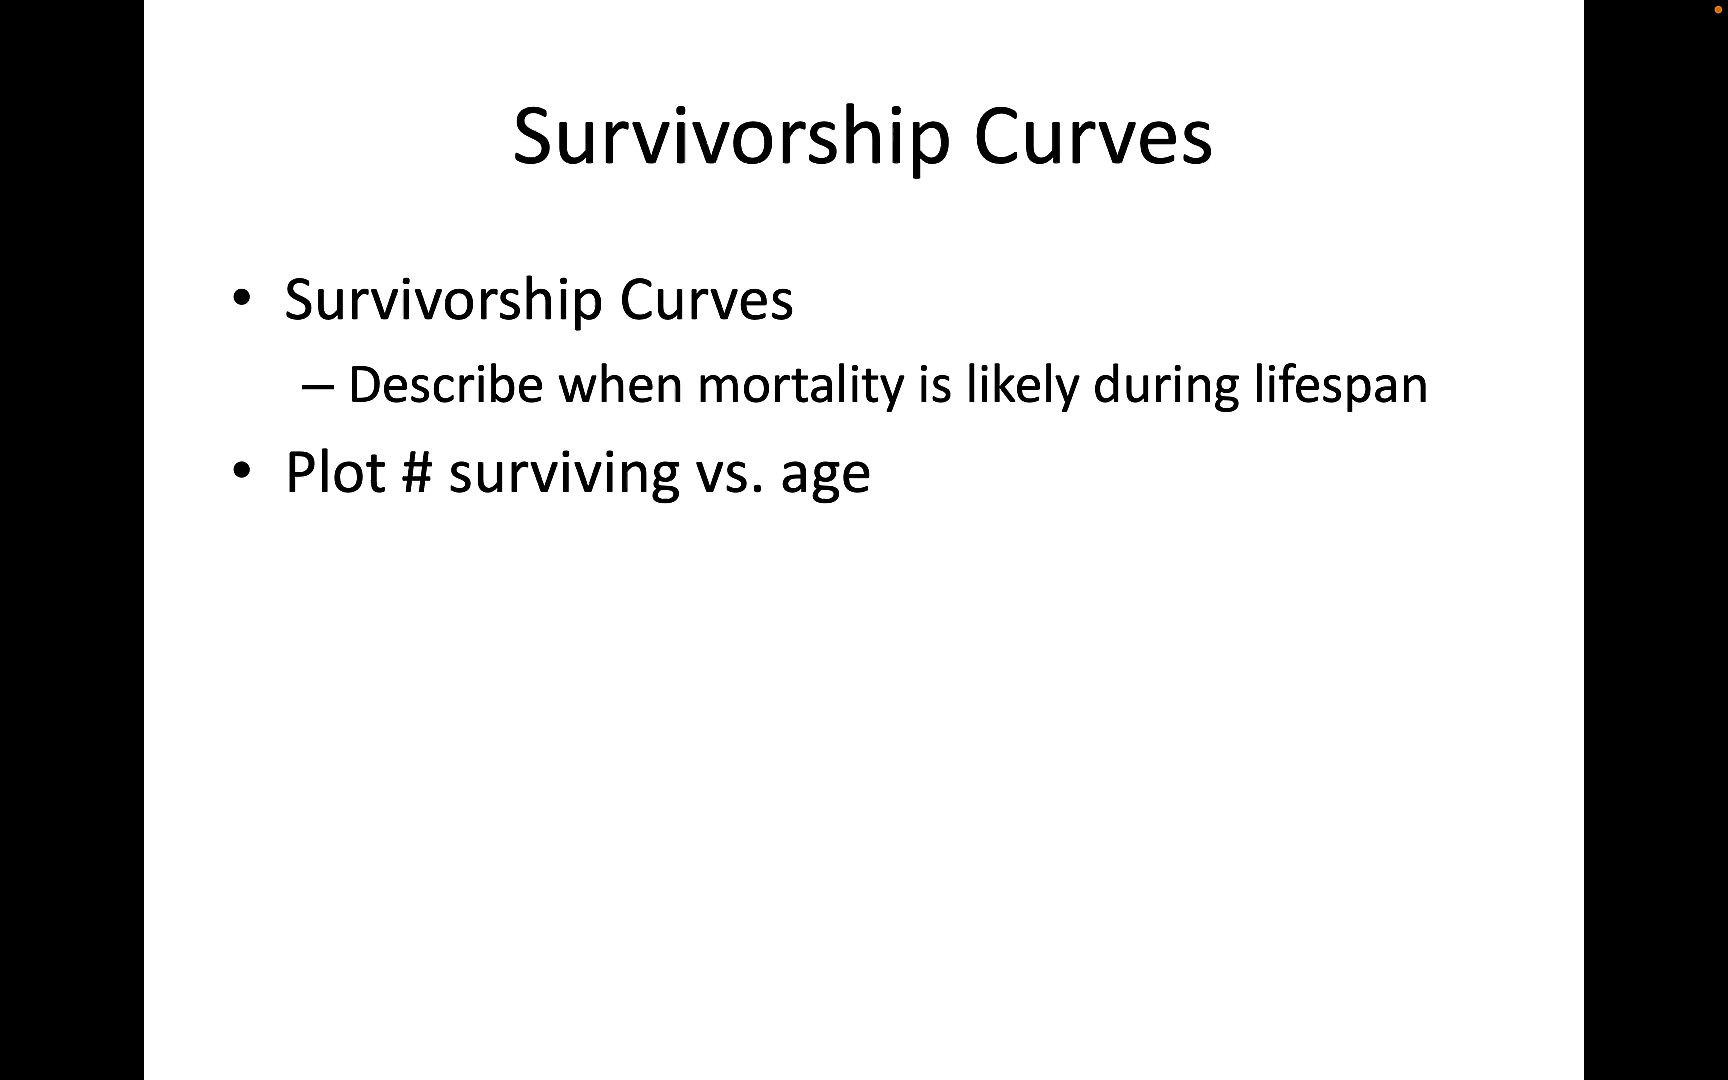 Survivorship Curves
• Survivorship Curves
– Describe when mortality is likely during lifespan
• Plot # surviving vs. age